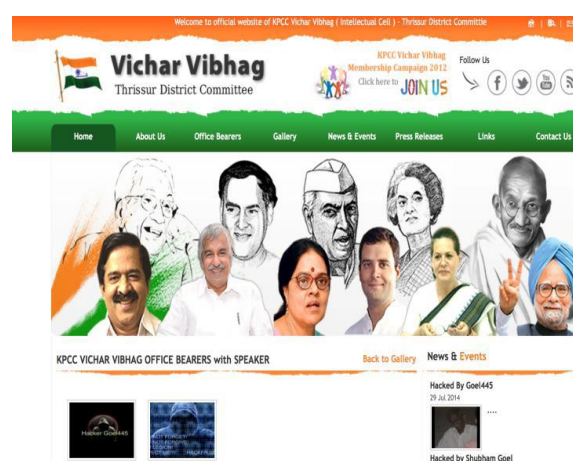 Welcome to official website of KPCC Vichar Vibhag ( Intellectual Cell ) - Thrissur District Committie
Vichar Vibhag
Thrissur District Committee
KPCC Vichar Vibhag
Membership Campaign 2012
Click here to JOIN US
Follow Us
You Tube
Home About Us Office Bearers Gallery News & Events Press Releases Links Contact Us
KPCC VICHAR VIBHAG OFFICE BEARERS with SPEAKER
Back to Gallery
News & Events
Hacked By Goel445
29 Jul 2014
....
Hacker Goel445
Hacked by Shubham Goel